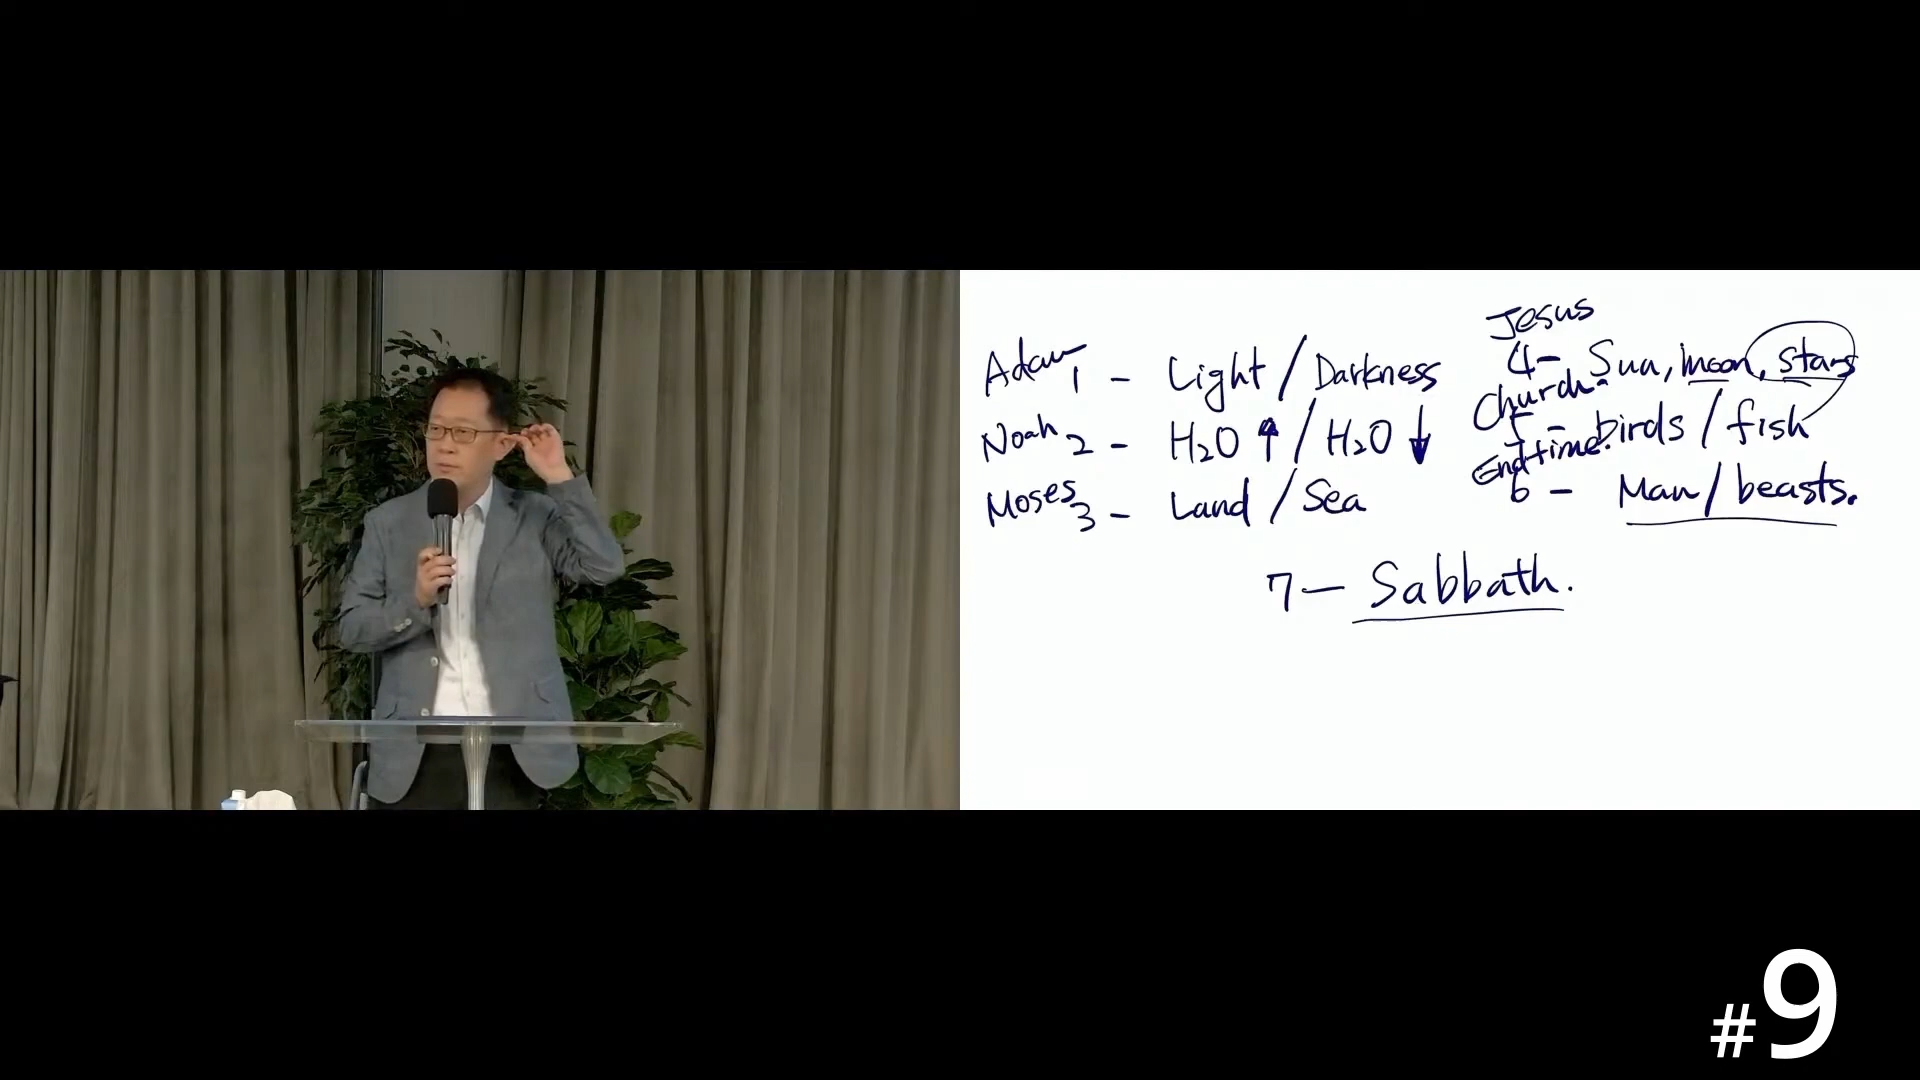 Adam 1 - Light / Darkness
Noah 2 - H₂O ↑ / H₂O ↓
Moses 3 - Land / Sea
Jesus
4 - Sun, moon, stars
Church
5 - birds / fish
Endtime.
6 - Man / beasts.
7 - Sabbath.
#9